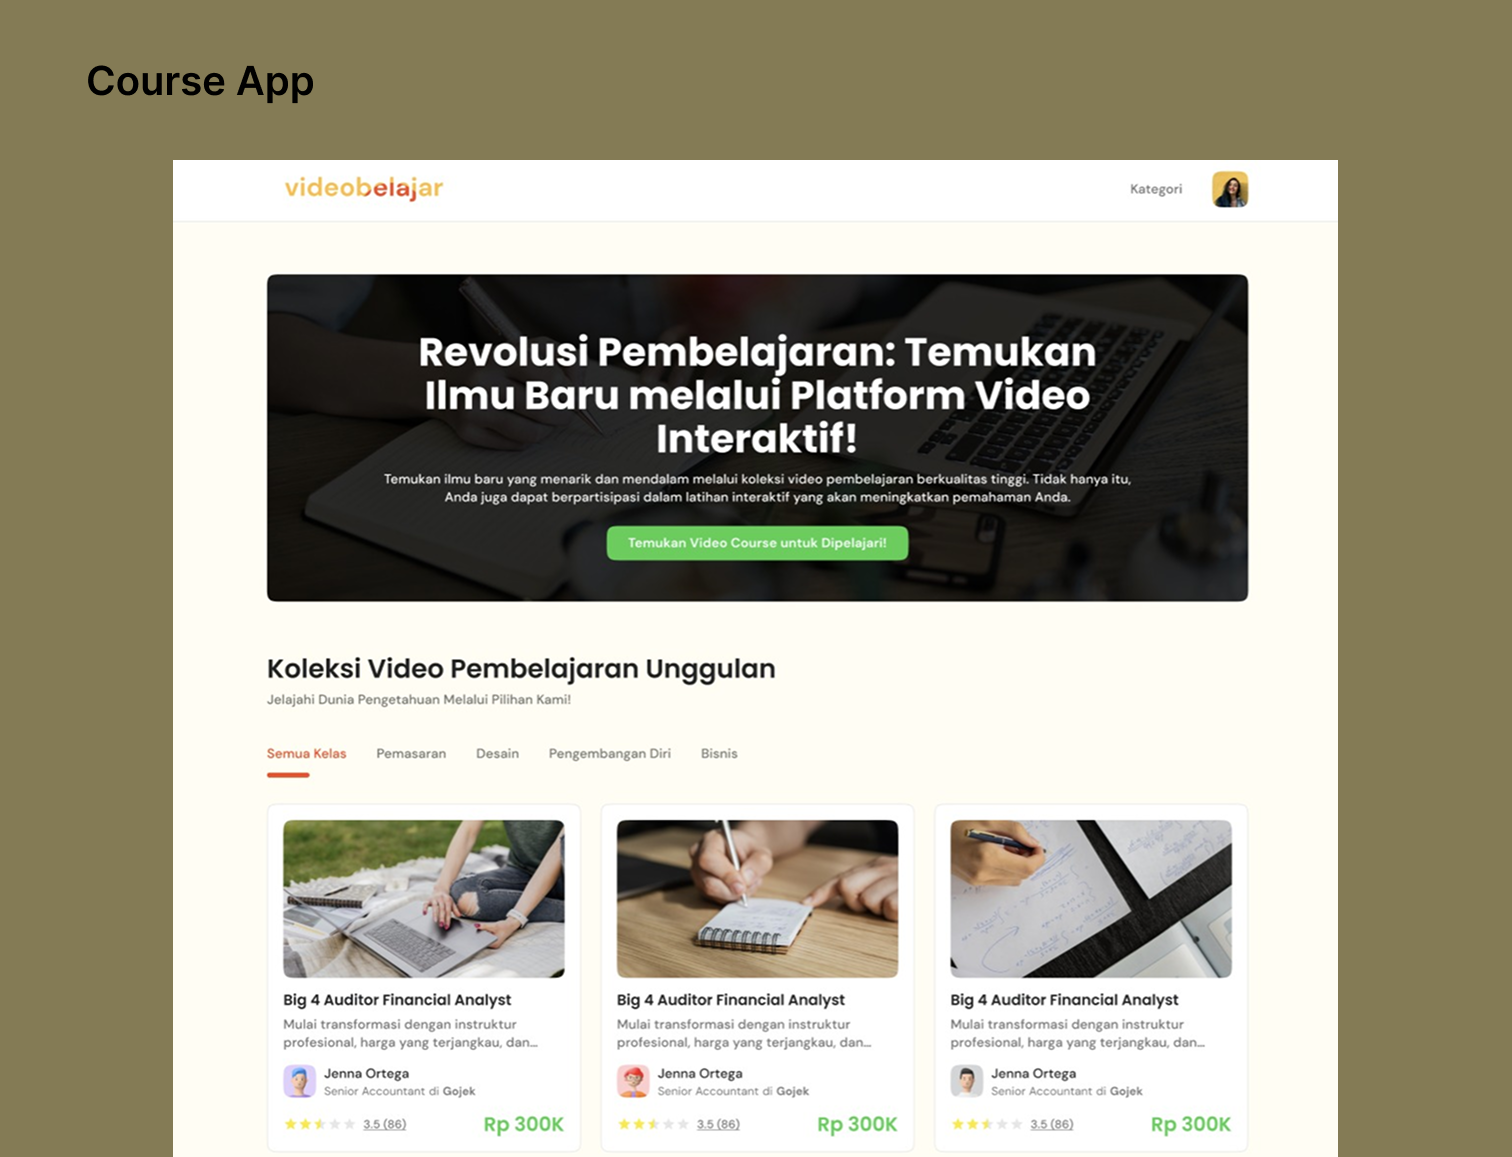 Course App
videobelajar
Kategori
Revolusi Pembelajaran: Temukan
Ilmu Baru melalui Platform Video
Interaktif!
Temukan ilmu baru yang menarik dan mendalam melalui koleksi video pembelajaran berkualitas tinggi. Tidak hanya itu,
Anda juga dapat berpartisipasi dalam latihan interaktif yang akan meningkatkan pemahaman Anda.
Temukan Video Course untuk Dipelajari!
Koleksi Video Pembelajaran Unggulan
Jelajahi Dunia Pengetahuan Melalui Pilihan Kami!
Semua Kelas Pemasaran Desain Pengembangan Diri Bisnis
Big 4 Auditor Financial Analyst
Mulai transformasi dengan instruktur
profesional, harga yang terjangkau, dan...
Jenna Ortega
Senior Accountant di Gojek
3.5 (86) Rp 300K
Big 4 Auditor Financial Analyst
Mulai transformasi dengan instruktur
profesional, harga yang terjangkau, dan...
Jenna Ortega
Senior Accountant di Gojek
3.5 (86) Rp 300K
Big 4 Auditor Financial Analyst
Mulai transformasi dengan instruktur
profesional, harga yang terjangkau, dan...
Jenna Ortega
Senior Accountant di Gojek
3.5 (86) Rp 300K